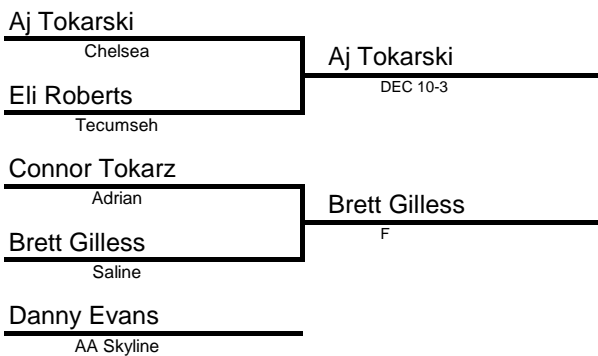 Aj Tokarski
Chelsea
Aj Tokarski
DEC 10-3
Eli Roberts
Tecumseh
Connor Tokarz
Adrian
Brett Gilless
F
Brett Gilless
Saline
Danny Evans
AA Skyline